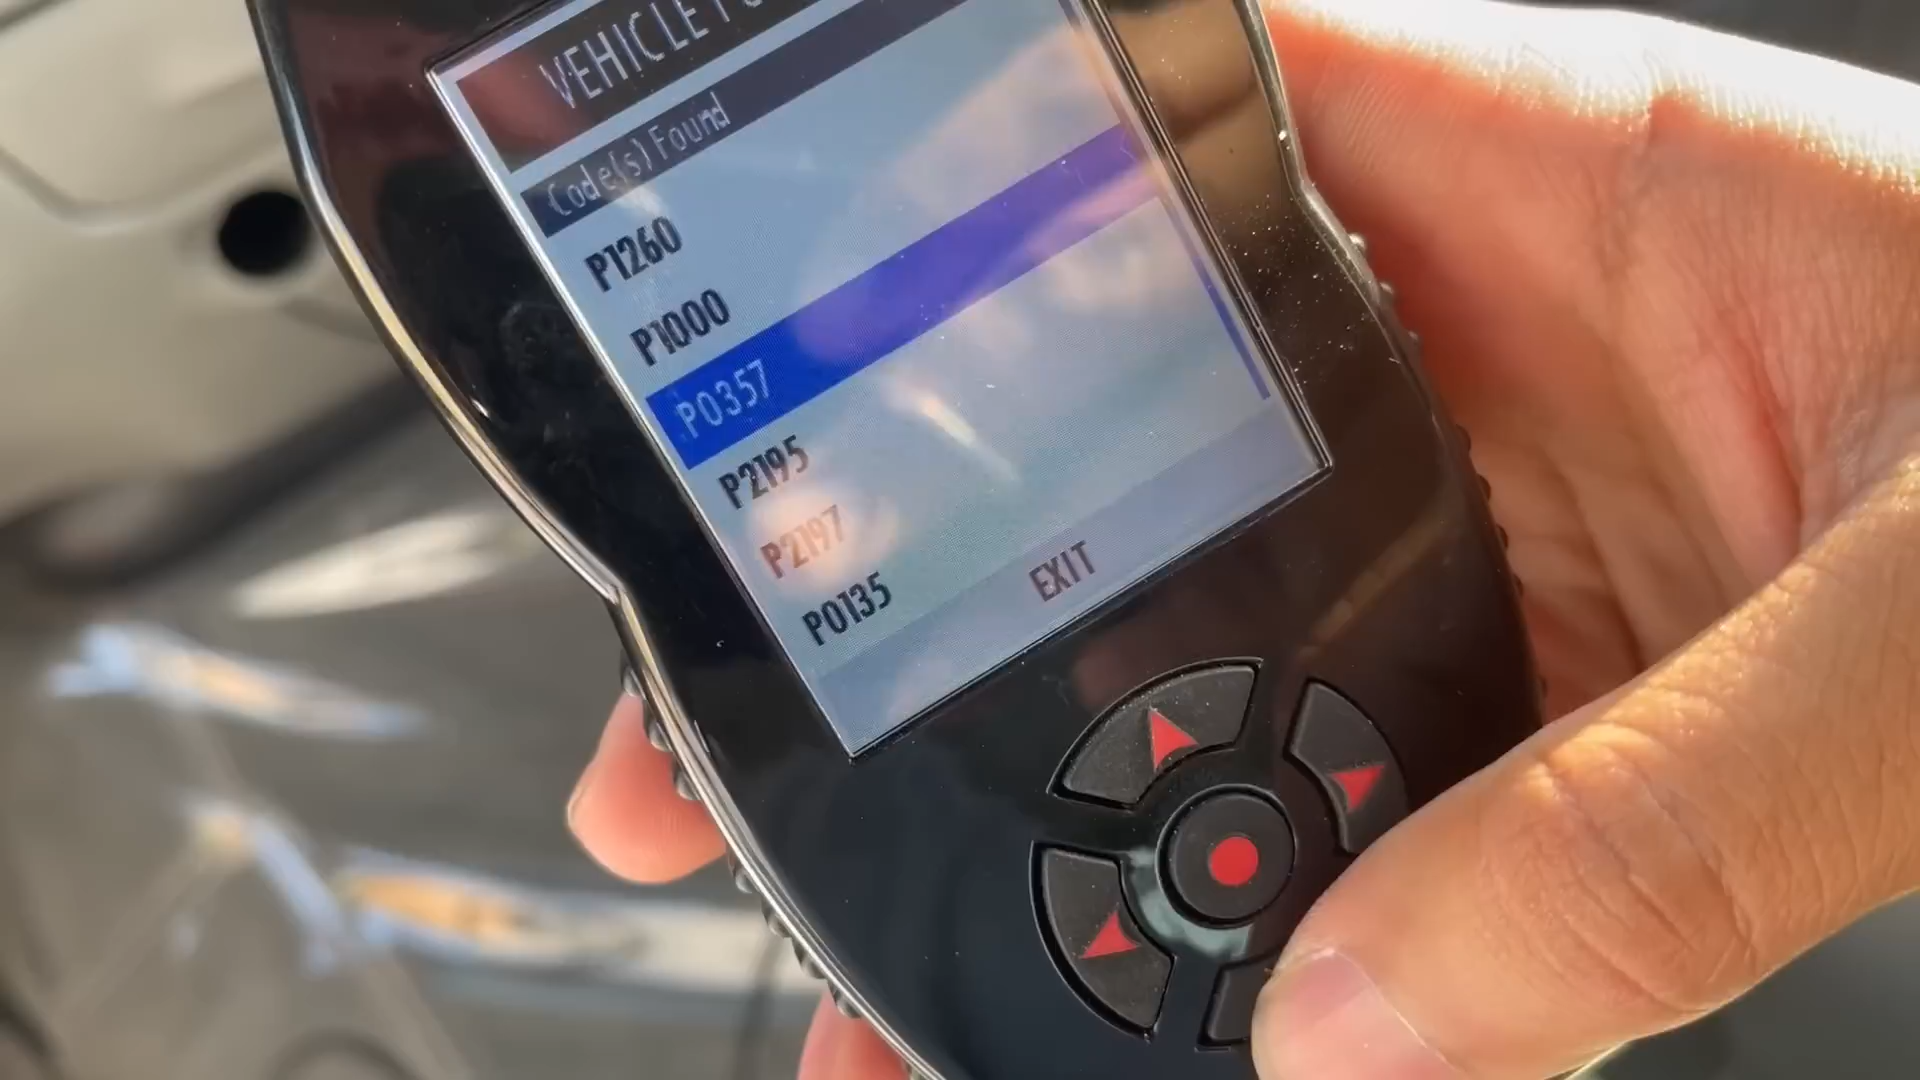 VEHICLE
Code(s) Found
P1260
P1000
P0357
P2195
P2197
P0135
EXIT